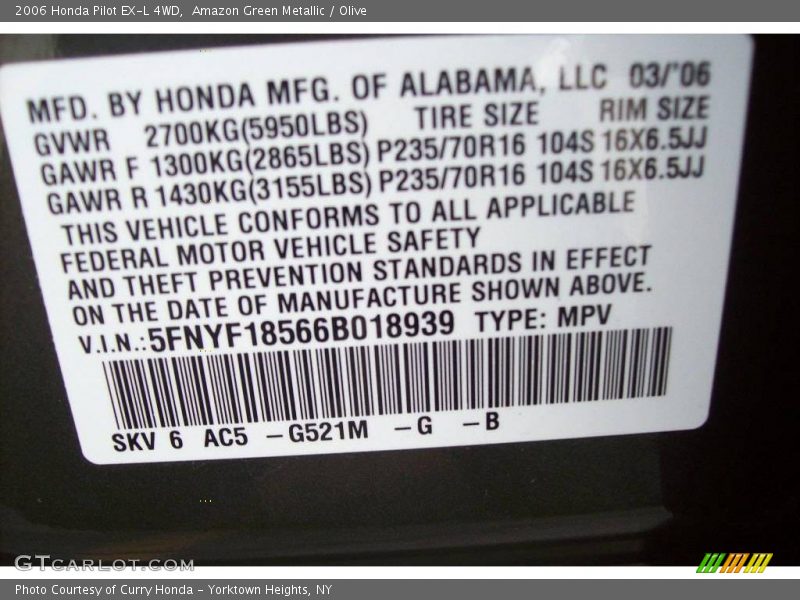 2006 Honda Pilot EX-L 4WD,  Amazon Green Metallic / Olive
MFD. BY HONDA MFG. OF ALABAMA, LLC 03/'06
GVWR 2700KG(5950LBS) TIRE SIZE RIM SIZE
GAWR F 1300KG(2865LBS) P235/70R16 104S 16X6.5JJ
GAWR R 1430KG(3155LBS) P235/70R16 104S 16X6.5JJ
THIS VEHICLE CONFORMS TO ALL APPLICABLE
FEDERAL MOTOR VEHICLE SAFETY
AND THEFT PREVENTION STANDARDS IN EFFECT
ON THE DATE OF MANUFACTURE SHOWN ABOVE.
V.I.N.:5FNYF18566B018939 TYPE: MPV
SKV 6 AC5 -G521M -G -B
GTCARLOT.COM
Photo Courtesy of Curry Honda - Yorktown Heights, NY